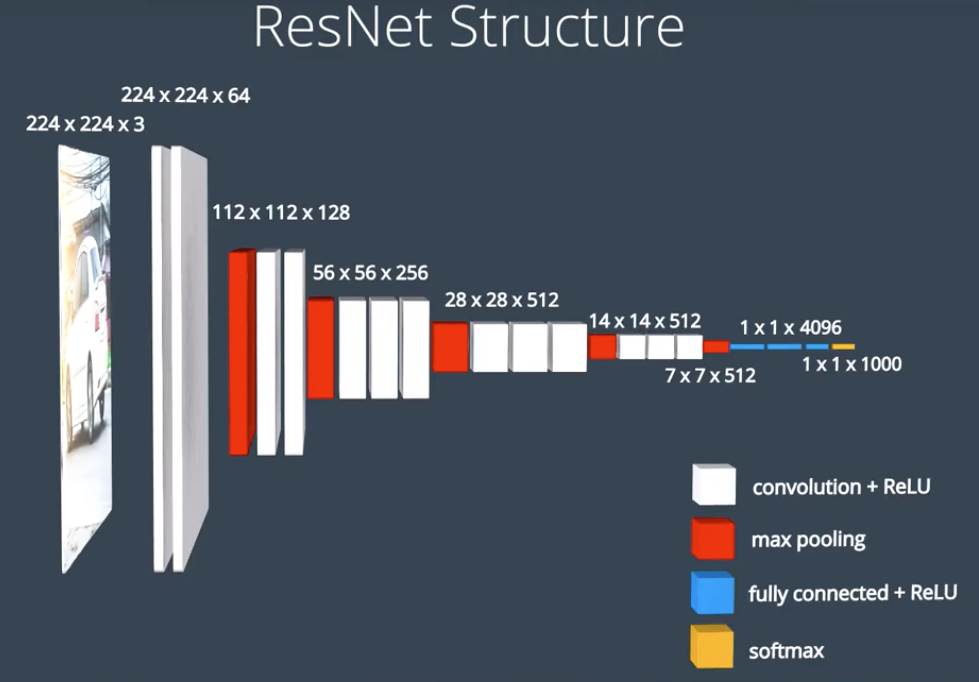 ResNet Structure
224 x 224 x 64
224 x 224 x 3
112 x 112 x 128
56 x 56 x 256
28 x 28 x 512
14 x 14 x 512
1 x 1 x 4096
1 x 1 x 1000
7 x 7 x 512
convolution + ReLU
max pooling
fully connected + ReLU
softmax